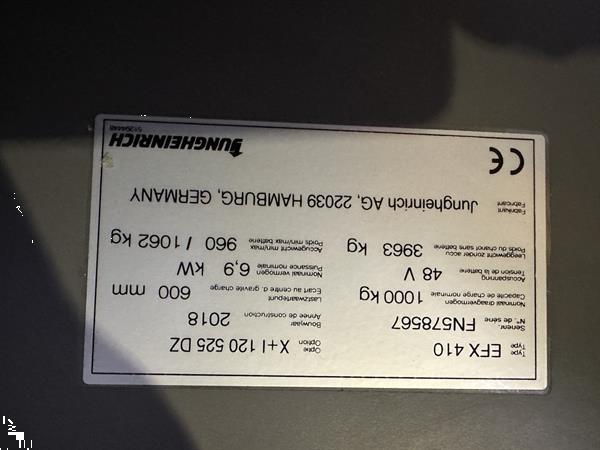 Type
Type
EFX 410
Optie
Option
X+I 120 525 DZ
Serienr.
N°. de série
FN578567
Bouwjaar
Année de construction
2018
Nominaal draagvermogen
Capacité charge nominale
1000 kg
Lastzwaartepunt
Écart au centre d. gravité charge
600 mm
Accuspanning
Tension de la batterie
48 V
Nominaal vermogen
Puissance nominale
6,9 kW
Leeggewicht zonder accu
Poids du chariot sans batterie
3963 kg
Accugewicht min/max
Poids min/max batterie
960 / 1062 kg
Fabrikant
Fabricant
Jungheinrich AG, 22039 HAMBURG, GERMANY
CE
JUNGHEINRICH